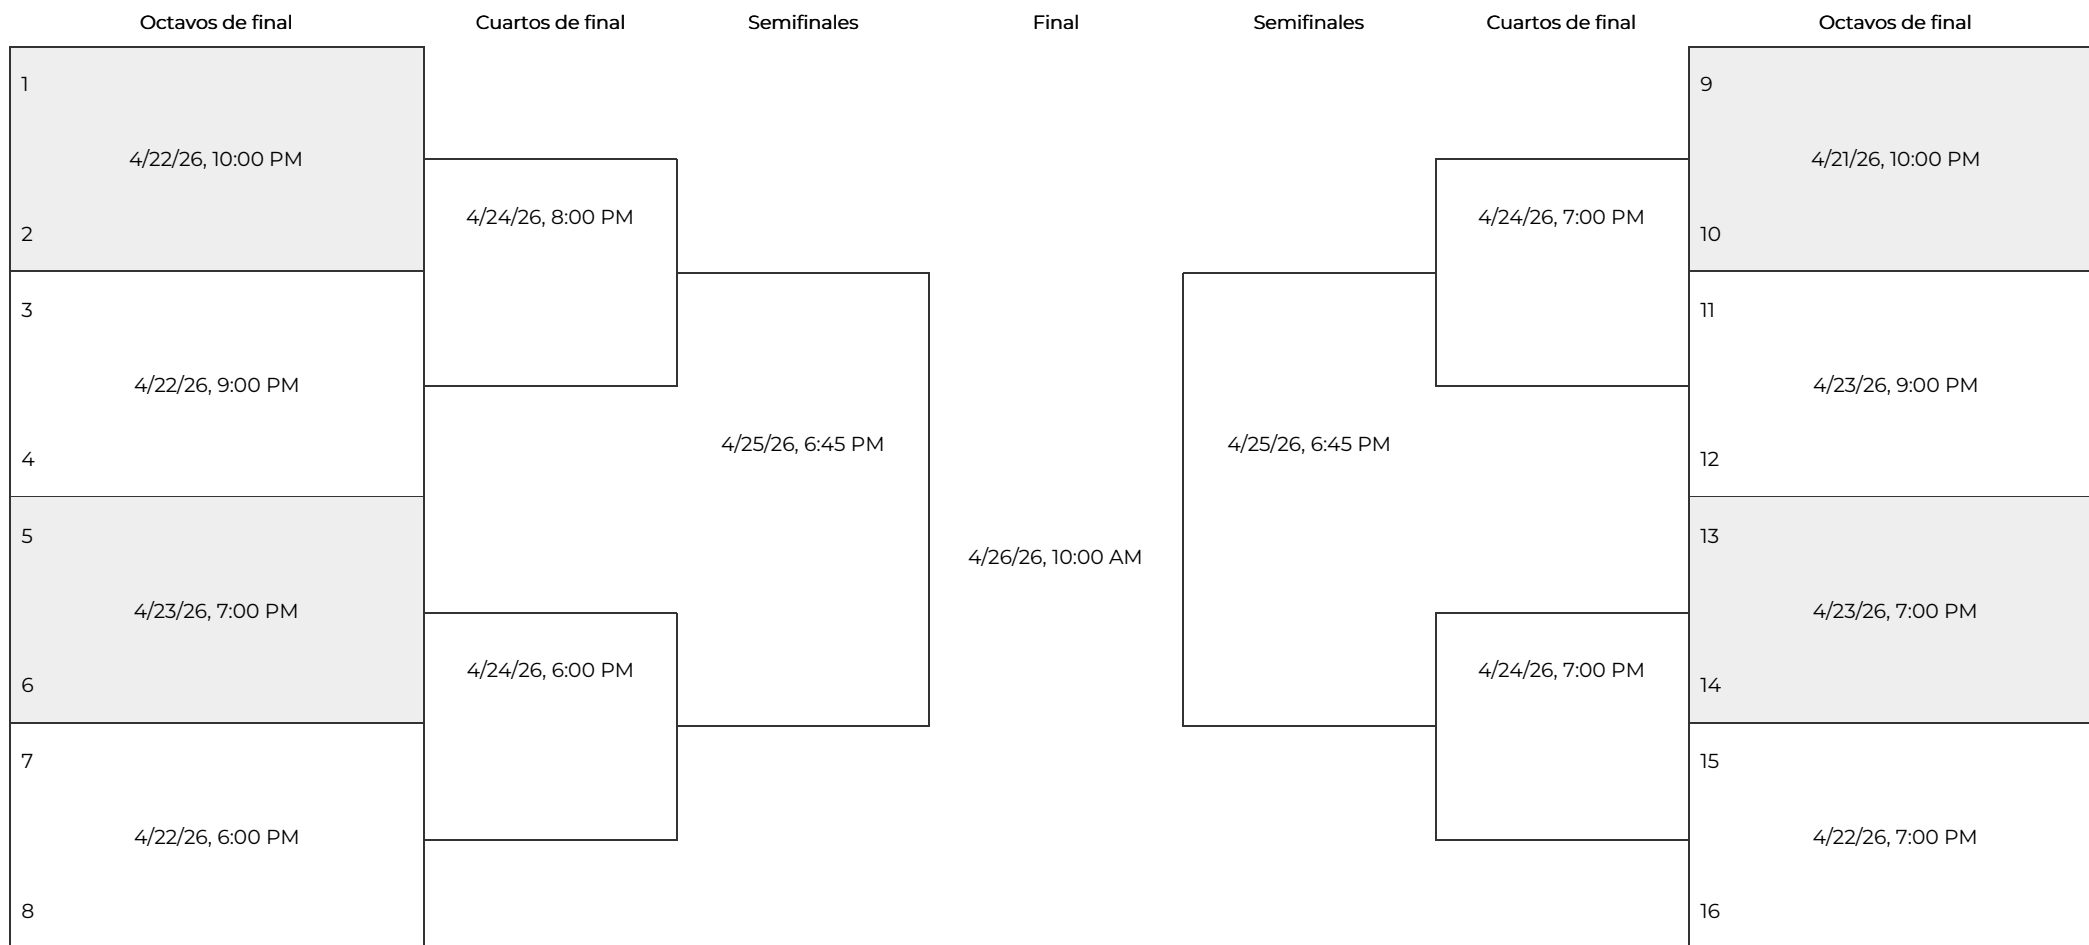 Octavos de final Cuartos de final Semifinales Final Semifinales Cuartos de final Octavos de final
1 9
4/22/26, 10:00 PM 4/21/26, 10:00 PM
4/24/26, 8:00 PM 4/24/26, 7:00 PM
2 10
3 11
4/22/26, 9:00 PM 4/23/26, 9:00 PM
4/25/26, 6:45 PM 4/25/26, 6:45 PM
4 12
5 13
4/26/26, 10:00 AM
4/23/26, 7:00 PM 4/23/26, 7:00 PM
4/24/26, 6:00 PM 4/24/26, 7:00 PM
6 14
7 15
4/22/26, 6:00 PM 4/22/26, 7:00 PM
8 16